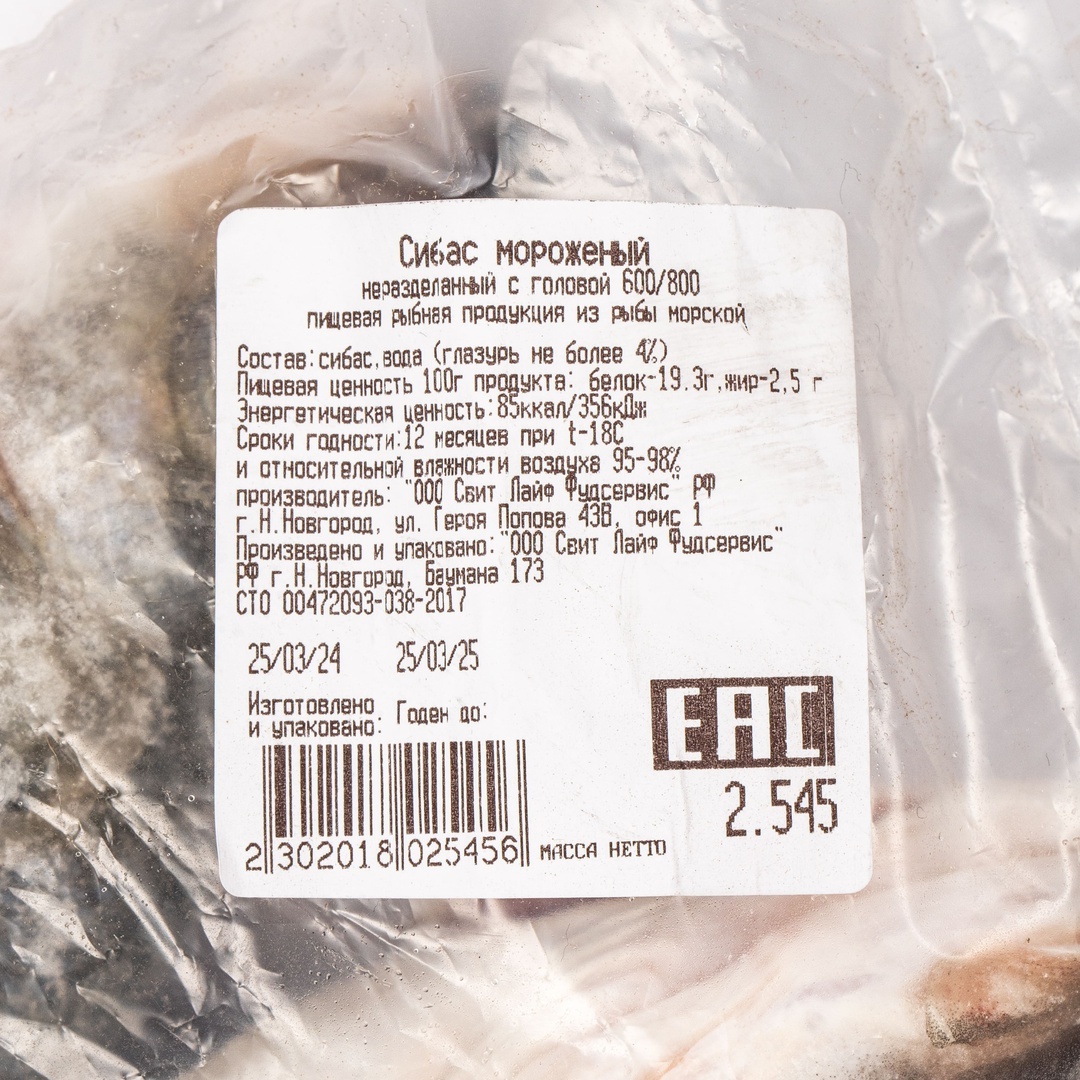 Сибас мороженый
неразделанный с головой 600/800
пищевая рыбная продукция из рыбы морской
Состав:сибас,вода (глазурь не более 4%)
Пищевая ценность 100г продукта: белок-19.3г,жир-2,5 г
Энергетическая ценность:85ккал/356кДж
Сроки годности:12 месяцев при t-18С
и относительной влажности воздуха 95-98%
производитель: "ООО Свит Лайф Фудсервис" РФ
г.Н.Новгород, ул. Героя Попова 43В, офис 1
Произведено и упаковано:"ООО Свит Лайф Фудсервис"
РФ г.Н.Новгород, Баумана 173
СТО 00472093-038-2017
25/03/24 25/03/25
Изготовлено
и упаковано: Годен до:
EAC
2.545
2 302018 025456 МАССА НЕТТО